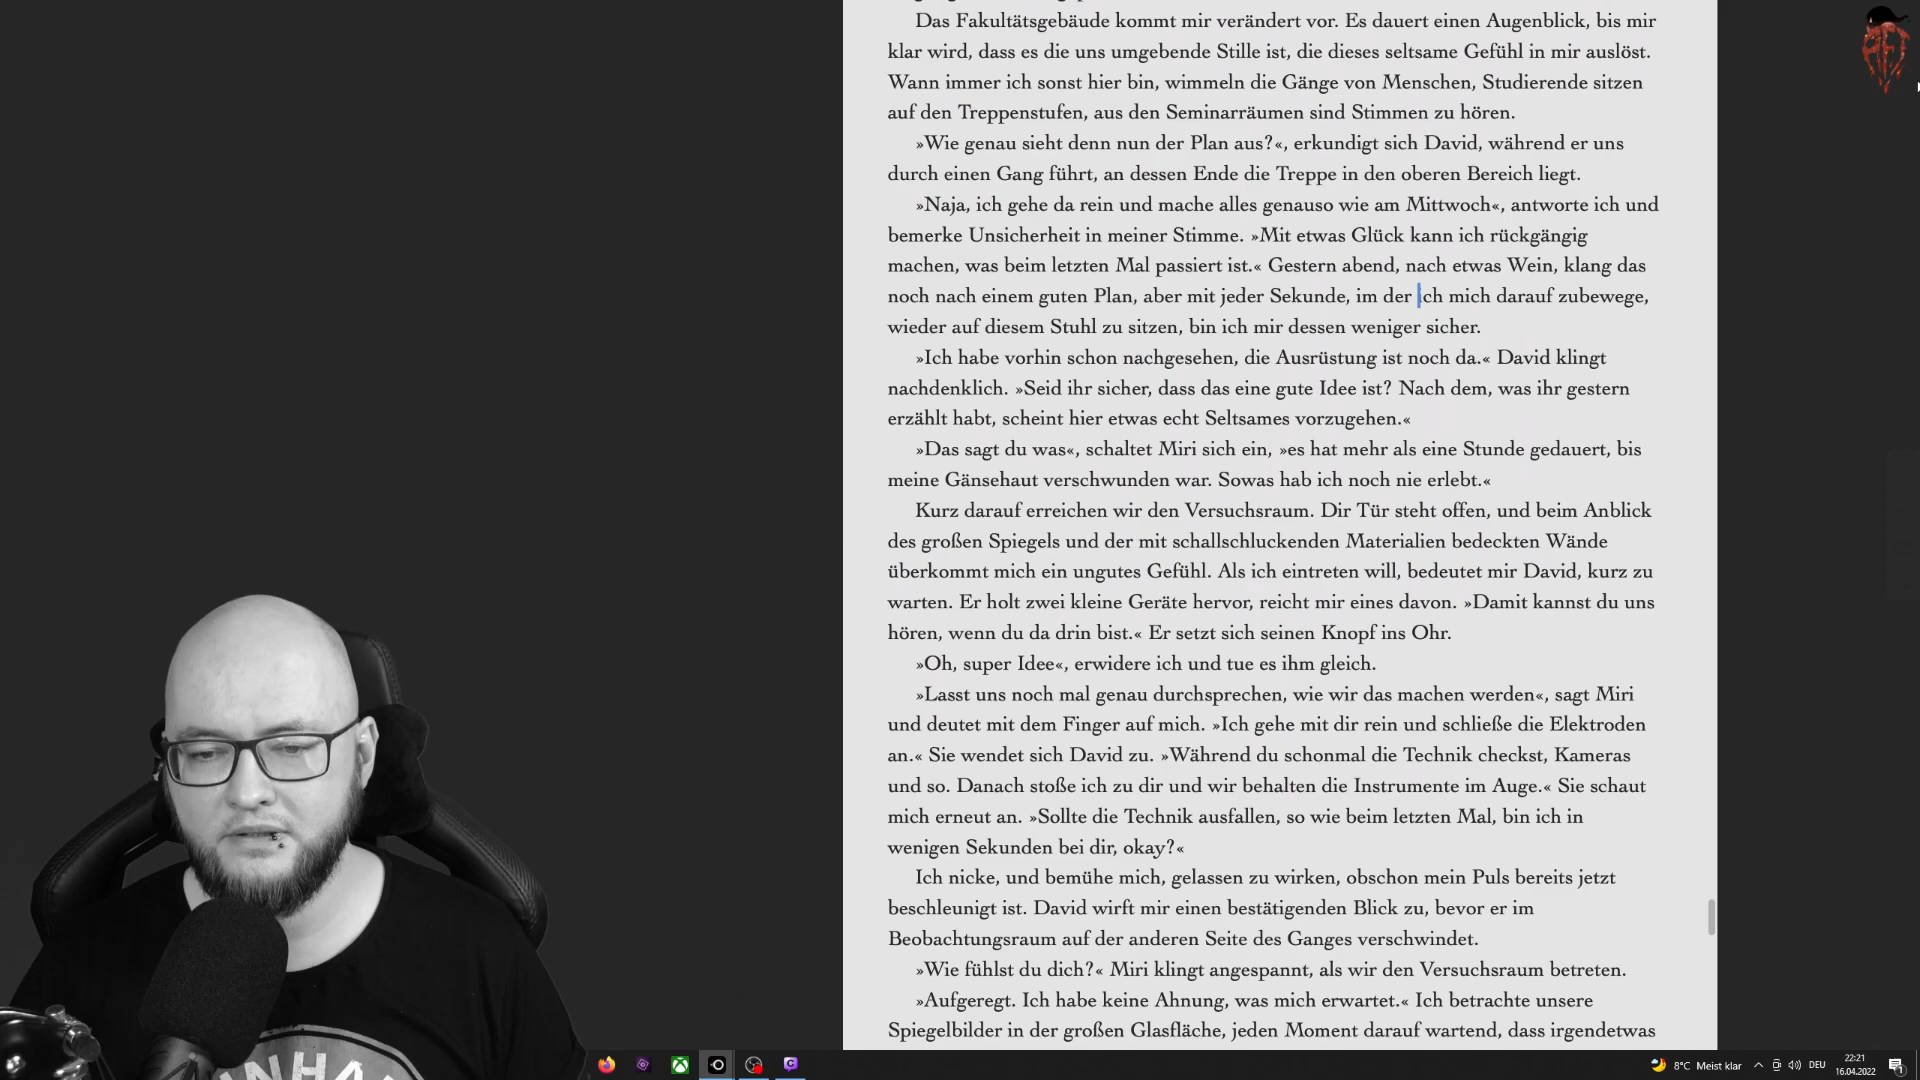 Das Fakultätsgebäude kommt mir verändert vor. Es dauert einen Augenblick, bis mir
klar wird, dass es die uns umgebende Stille ist, die dieses seltsame Gefühl in mir auslöst.
Wann immer ich sonst hier bin, wimmeln die Gänge von Menschen, Studierende sitzen
auf den Treppenstufen, aus den Seminarräumen sind Stimmen zu hören.
»Wie genau sieht denn nun der Plan aus?«, erkundigt sich David, während er uns
durch einen Gang führt, an dessen Ende die Treppe in den oberen Bereich liegt.
»Naja, ich gehe da rein und mache alles genauso wie am Mittwoch«, antworte ich und
bemerke Unsicherheit in meiner Stimme. »Mit etwas Glück kann ich rückgängig
machen, was beim letzten Mal passiert ist.« Gestern abend, nach etwas Wein, klang das
noch nach einem guten Plan, aber mit jeder Sekunde, im der ich mich darauf zubewege,
wieder auf diesem Stuhl zu sitzen, bin ich mir dessen weniger sicher.
»Ich habe vorhin schon nachgesehen, die Ausrüstung ist noch da.« David klingt
nachdenklich. »Seid ihr sicher, dass das eine gute Idee ist? Nach dem, was ihr gestern
erzählt habt, scheint hier etwas echt Seltsames vorzugehen.«
»Das sagt du was«, schaltet Miri sich ein, »es hat mehr als eine Stunde gedauert, bis
meine Gänsehaut verschwunden war. Sowas hab ich noch nie erlebt.«
Kurz darauf erreichen wir den Versuchsraum. Dir Tür steht offen, und beim Anblick
des großen Spiegels und der mit schallschluckenden Materialien bedeckten Wände
überkommt mich ein ungutes Gefühl. Als ich eintreten will, bedeutet mir David, kurz zu
warten. Er holt zwei kleine Geräte hervor, reicht mir eines davon. »Damit kannst du uns
hören, wenn du da drin bist.« Er setzt sich seinen Knopf ins Ohr.
»Oh, super Idee«, erwidere ich und tue es ihm gleich.
»Lasst uns noch mal genau durchsprechen, wie wir das machen werden«, sagt Miri
und deutet mit dem Finger auf mich. »Ich gehe mit dir rein und schließe die Elektroden
an.« Sie wendet sich David zu. »Während du schonmal die Technik checkst, Kameras
und so. Danach stoße ich zu dir und wir behalten die Instrumente im Auge.« Sie schaut
mich erneut an. »Sollte die Technik ausfallen, so wie beim letzten Mal, bin ich in
wenigen Sekunden bei dir, okay?«
Ich nicke, und bemühe mich, gelassen zu wirken, obschon mein Puls bereits jetzt
beschleunigt ist. David wirft mir einen bestätigenden Blick zu, bevor er im
Beobachtungsraum auf der anderen Seite des Ganges verschwindet.
»Wie fühlst du dich?« Miri klingt angespannt, als wir den Versuchsraum betreten.
»Aufgeregt. Ich habe keine Ahnung, was mich erwartet.« Ich betrachte unsere
Spiegelbilder in der großen Glasfläche, jeden Moment darauf wartend, dass irgendetwas
8°C Meist klar
DEU
22:21
16.04.2022